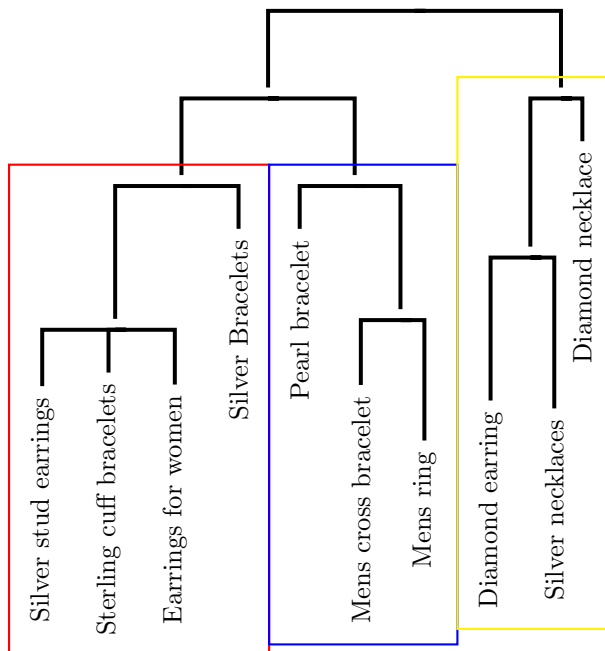 Silver stud earrings
Sterling cuff bracelets
Earrings for women
Silver Bracelets
Pearl bracelet
Mens cross bracelet
Mens ring
Diamond earring
Silver necklaces
Diamond necklace